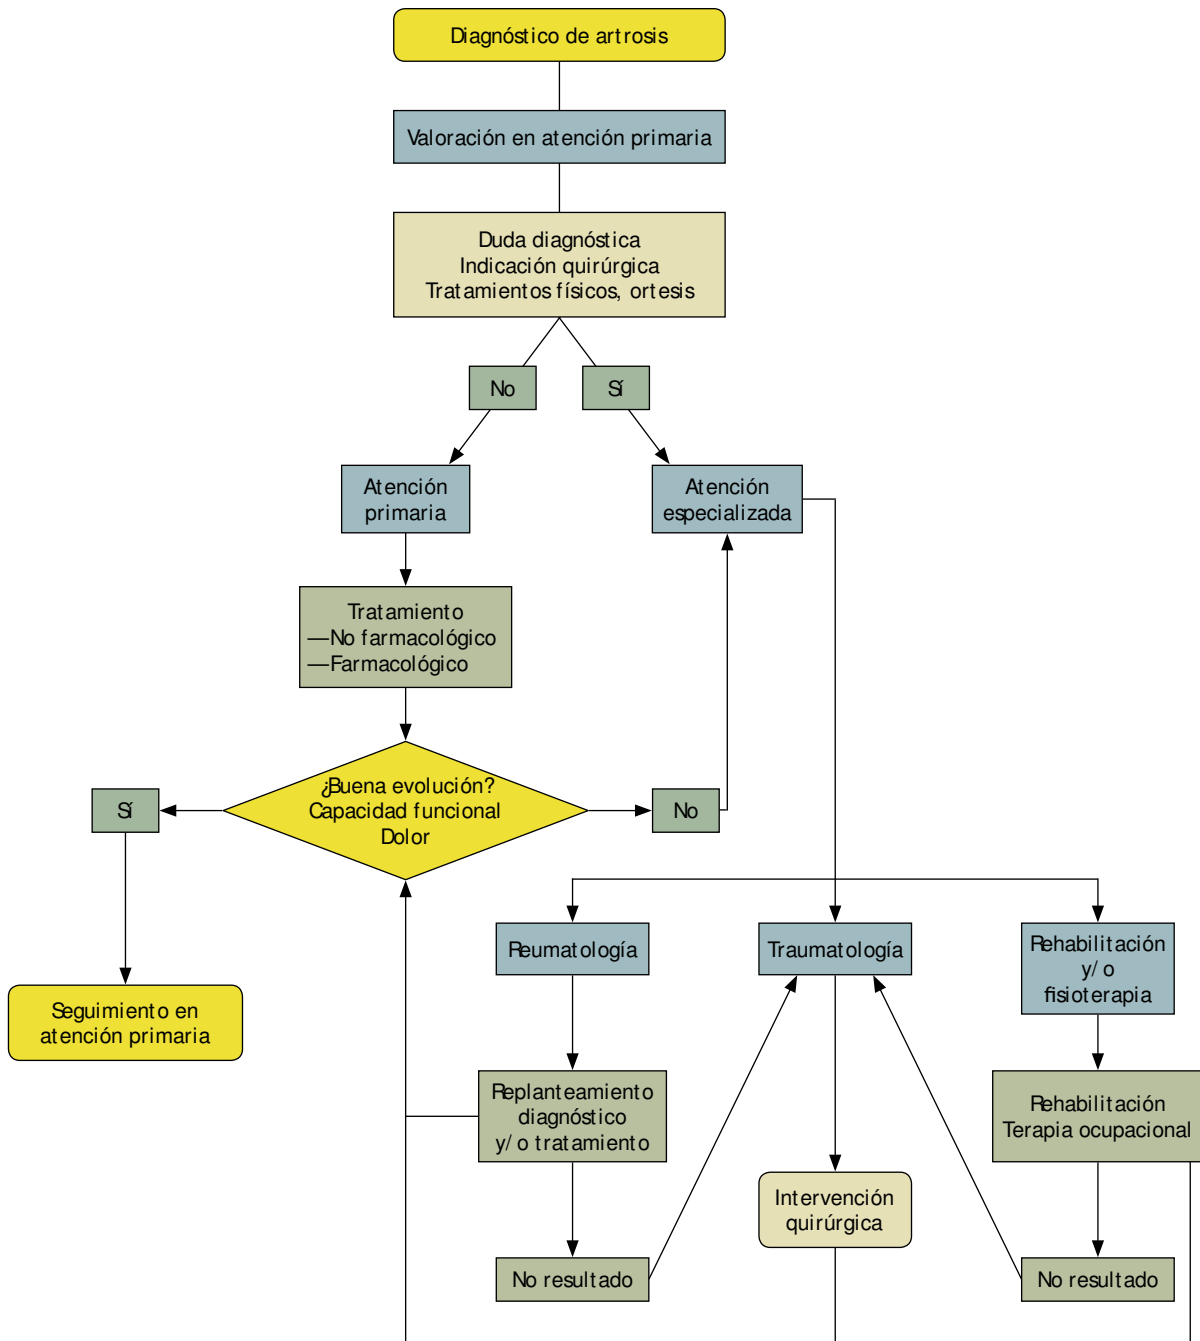 Diagnóstico de artrosis
Valoración en atención primaria
Duda diagnóstica
Indicación quirúrgica
Tratamientos físicos, ortesis
No
Sí
Atención
primaria
Atención
especializada
Tratamiento
—No farmacológico
—Farmacológico
¿Buena evolución?
Capacidad funcional
Dolor
Sí
No
Seguimiento en
atención primaria
Reumatología
Traumatología
Rehabilitación
y/o
fisioterapia
Replanteamiento
diagnóstico
y/o tratamiento
Rehabilitación
Terapia ocupacional
Intervención
quirúrgica
No resultado
No resultado